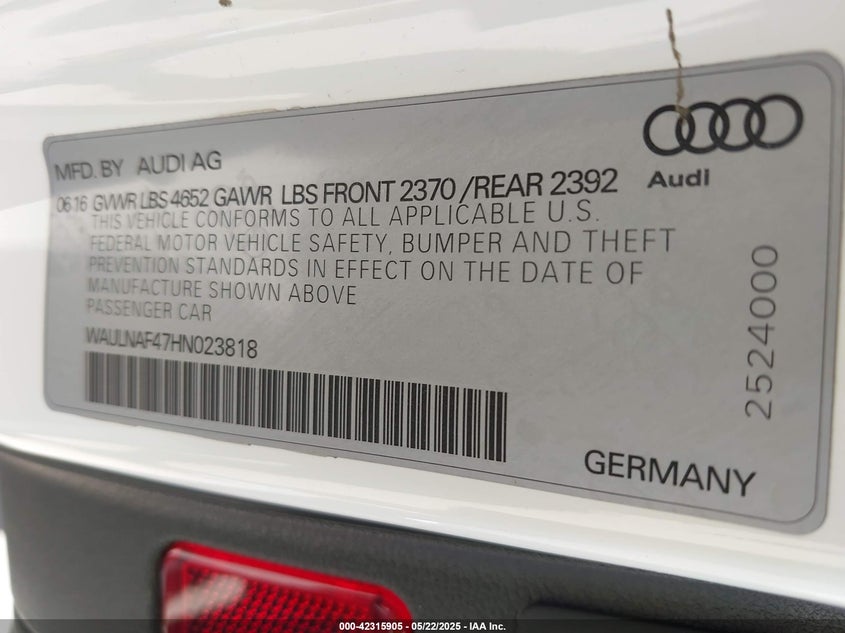 MFD. BY AUDI AG
Audi
0616 GVWR LBS 4652 GAWR LBS FRONT 2370 /REAR 2392
THIS VEHICLE CONFORMS TO ALL APPLICABLE U.S.
FEDERAL MOTOR VEHICLE SAFETY, BUMPER AND THEFT
PREVENTION STANDARDS IN EFFECT ON THE DATE OF
MANUFACTURE SHOWN ABOVE
PASSENGER CAR
WAULNAF47HN023818
2524000
GERMANY
000-42315905 - 05/22/2025 - IAA Inc.